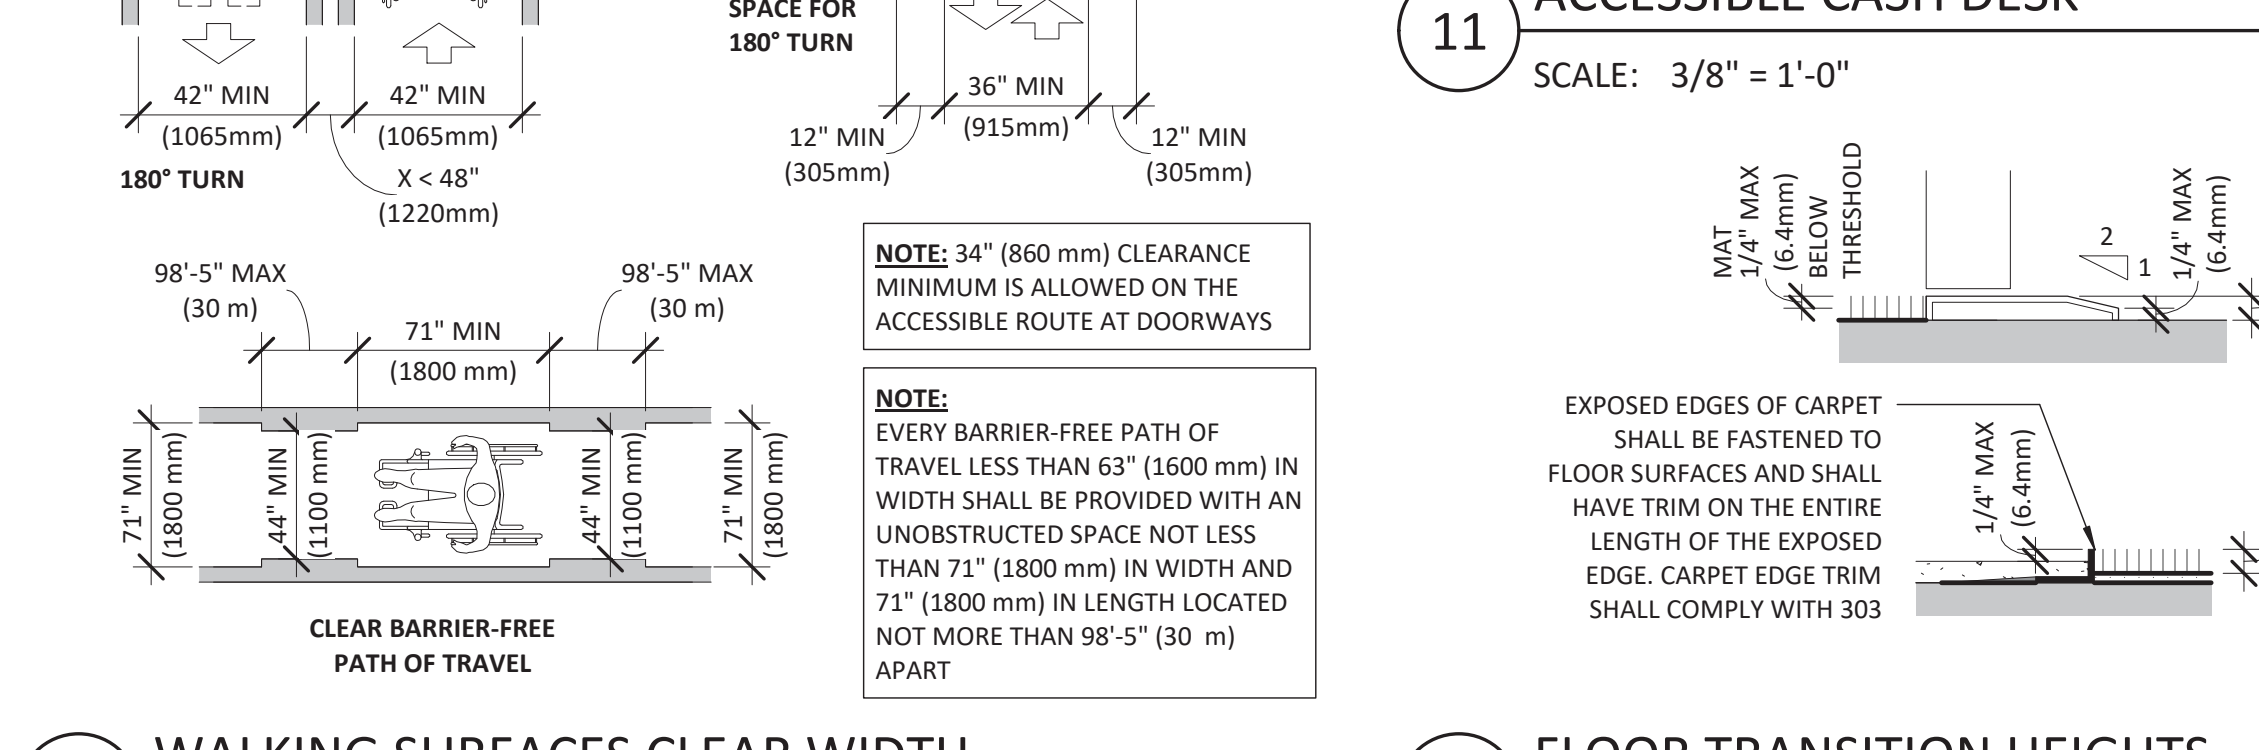 SPACE FOR
180° TURN
42" MIN
(1065mm)
42" MIN
(1065mm)
180° TURN
X < 48"
(1220mm)
36" MIN
(915mm)
12" MIN
(305mm)
12" MIN
(305mm)
98'-5" MAX
(30 m)
98'-5" MAX
(30 m)
71" MIN
(1800 mm)
71" MIN
(1800 mm)
44" MIN
(1100 mm)
44" MIN
(1100 mm)
71" MIN
(1800 mm)
CLEAR BARRIER-FREE
PATH OF TRAVEL
NOTE: 34" (860 mm) CLEARANCE
MINIMUM IS ALLOWED ON THE
ACCESSIBLE ROUTE AT DOORWAYS
NOTE:
EVERY BARRIER-FREE PATH OF
TRAVEL LESS THAN 63" (1600 mm) IN
WIDTH SHALL BE PROVIDED WITH AN
UNOBSTRUCTED SPACE NOT LESS
THAN 71" (1800 mm) IN WIDTH AND
71" (1800 mm) IN LENGTH LOCATED
NOT MORE THAN 98'-5" (30 m)
APART
WALKING SURFACES CLEAR WIDTH
11
ACCESSIBLE CASH DESK
SCALE: 3/8" = 1'-0"
MAT
1/4" MAX
(6.4mm)
BELOW
THRESHOLD
2
1
1/4" MAX
(6.4mm)
EXPOSED EDGES OF CARPET
SHALL BE FASTENED TO
FLOOR SURFACES AND SHALL
HAVE TRIM ON THE ENTIRE
LENGTH OF THE EXPOSED
EDGE. CARPET EDGE TRIM
SHALL COMPLY WITH 303
1/4" MAX
(6.4mm)
FLOOR TRANSITION HEIGHTS